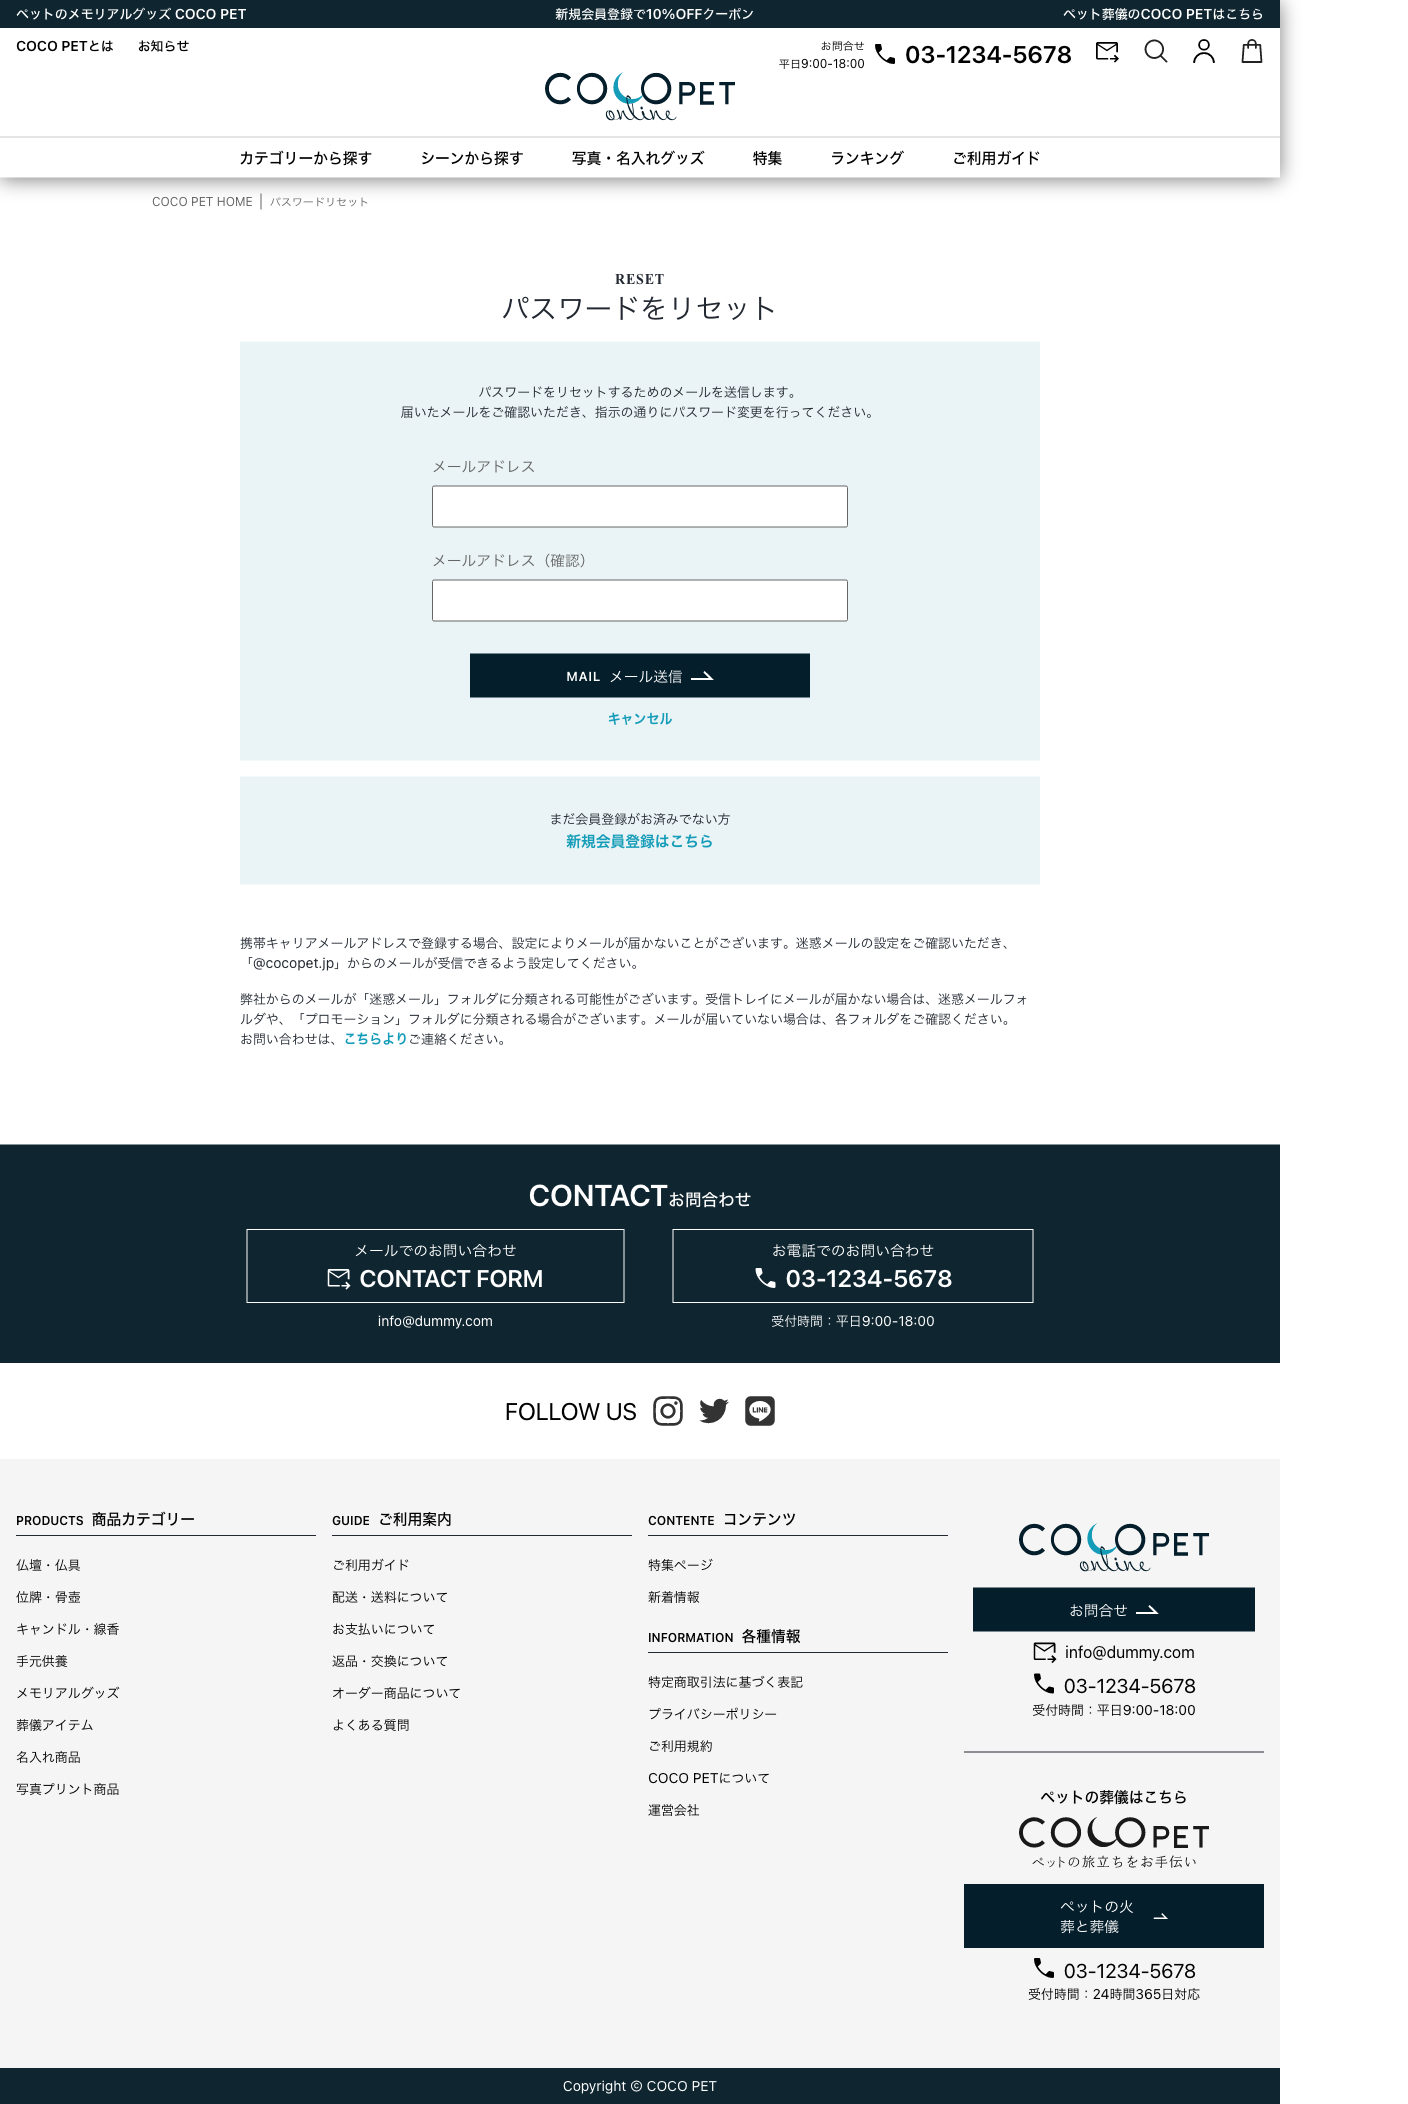 ペットのメモリアルグッズ COCO PET
新規会員登録で10%OFFクーポン
ペット葬儀のCOCO PETはこちら
COCO PETとは
お知らせ
お問合せ
平日9:00-18:00
03-1234-5678
COCO PET
online
カテゴリーから探す
シーンから探す
写真・名入れグッズ
特集
ランキング
ご利用ガイド
COCO PET HOME | パスワードリセット
RESET
パスワードをリセット
パスワードをリセットするためのメールを送信します。
届いたメールをご確認いただき、指示の通りにパスワード変更を行ってください。
メールアドレス
メールアドレス（確認）
MAIL メール送信
キャンセル
まだ会員登録がお済みでない方
新規会員登録はこちら
携帯キャリアメールアドレスで登録する場合、設定によりメールが届かないことがございます。迷惑メールの設定をご確認いただき、
「@cocopet.jp」からのメールが受信できるよう設定してください。
弊社からのメールが「迷惑メール」フォルダに分類される可能性がございます。受信トレイにメールが届かない場合は、迷惑メールフォ
ルダや、「プロモーション」フォルダに分類される場合がございます。メールが届いていない場合は、各フォルダをご確認ください。
お問い合わせは、こちらよりご連絡ください。
CONTACTお問合わせ
メールでのお問い合わせ
CONTACT FORM
info@dummy.com
お電話でのお問い合わせ
03-1234-5678
受付時間：平日9:00-18:00
FOLLOW US
LINE
PRODUCTS 商品カテゴリー
仏壇・仏具
位牌・骨壺
キャンドル・線香
手元供養
メモリアルグッズ
葬儀アイテム
名入れ商品
写真プリント商品
GUIDE ご利用案内
ご利用ガイド
配送・送料について
お支払いについて
返品・交換について
オーダー商品について
よくある質問
CONTENTE コンテンツ
特集ページ
新着情報
INFORMATION 各種情報
特定商取引法に基づく表記
プライバシーポリシー
ご利用規約
COCO PETについて
運営会社
COCO PET
online
お問合せ
info@dummy.com
03-1234-5678
受付時間：平日9:00-18:00
ペットの葬儀はこちら
COCO PET
ペットの旅立ちをお手伝い
ペットの火
葬と葬儀
03-1234-5678
受付時間：24時間365日対応
Copyright © COCO PET